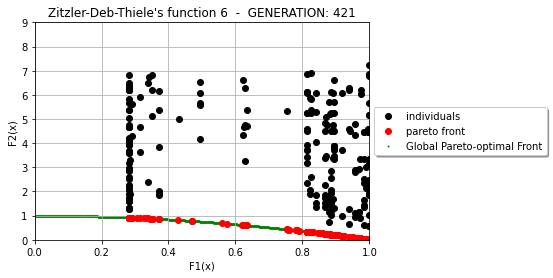 Zitzler-Deb-Thiele's function 6 - GENERATION: 421
9
8
7
6
5
4
3
2
1
0
F2(x)
0.0 0.2 0.4 0.6 0.8 1.0
F1(x)
individuals
pareto front
Global Pareto-optimal Front